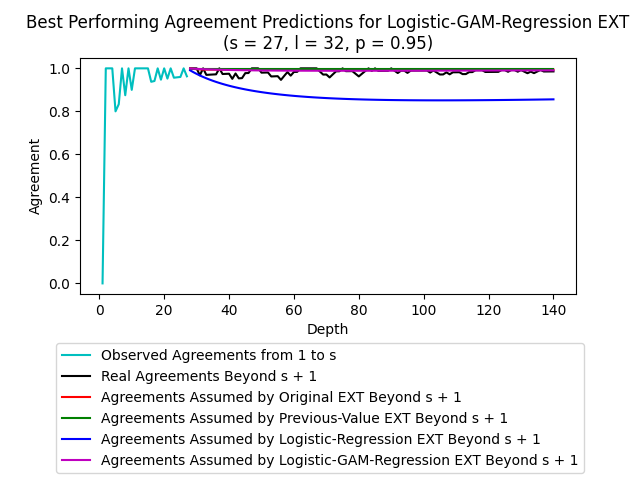 Best Performing Agreement Predictions for Logistic-GAM-Regression EXT
(s = 27, l = 32, p = 0.95)
1.0
0.8
0.6
0.4
0.2
0.0
Agreement
0 20 40 60 80 100 120 140
Depth
Observed Agreements from 1 to s
Real Agreements Beyond s + 1
Agreements Assumed by Original EXT Beyond s + 1
Agreements Assumed by Previous-Value EXT Beyond s + 1
Agreements Assumed by Logistic-Regression EXT Beyond s + 1
Agreements Assumed by Logistic-GAM-Regression EXT Beyond s + 1